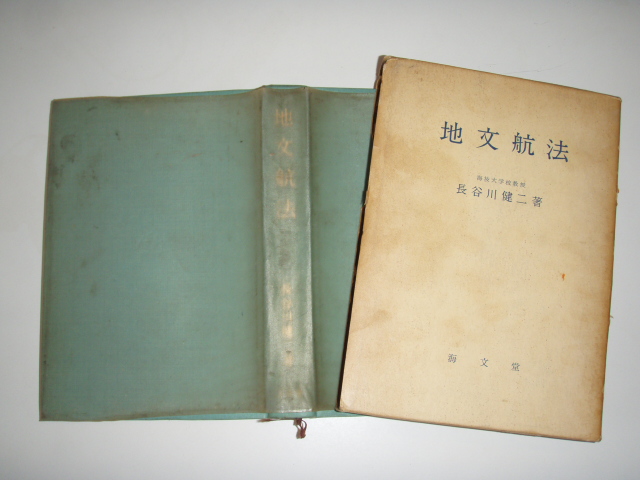 地文航法
地文航法
海技大学校教授
長谷川健二著
海文堂